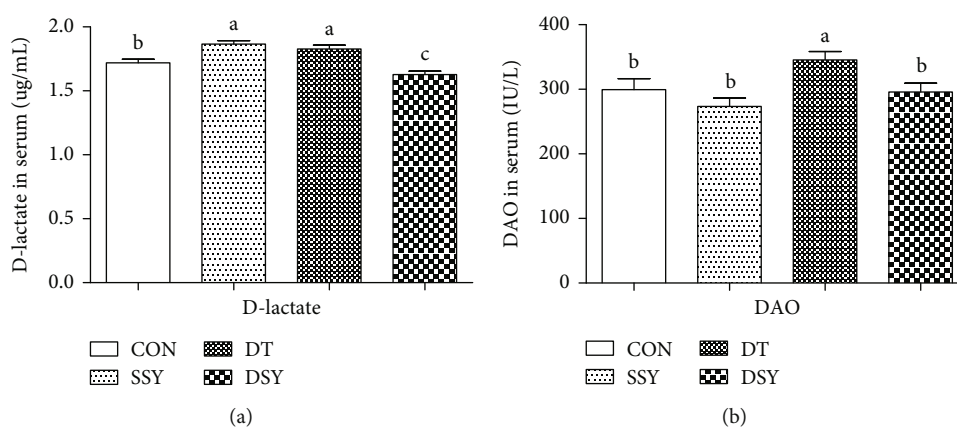 D-lactate in serum (ug/mL)
2.0
1.5
1.0
0.5
0.0
b
a
a
c
D-lactate
CON
DT
SSY
DSY
(a)
DAO in serum (IU/L)
400
300
200
100
0
b
b
a
b
DAO
CON
DT
SSY
DSY
(b)